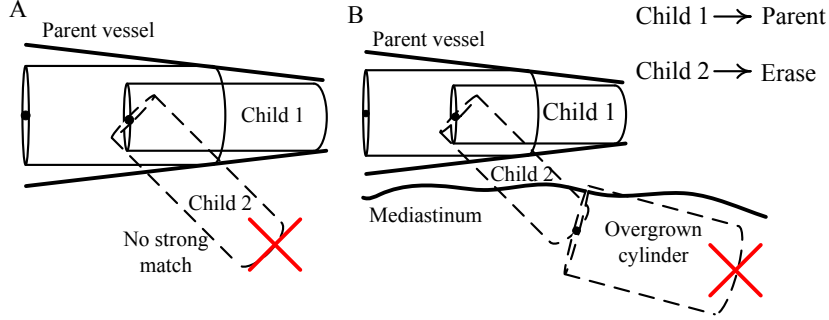 A
Parent vessel
Child 1
Child 2
No strong
match
B
Parent vessel
Child 1
Child 2
Mediastinum
Overgrown
cylinder
Child 1 → Parent
Child 2 → Erase